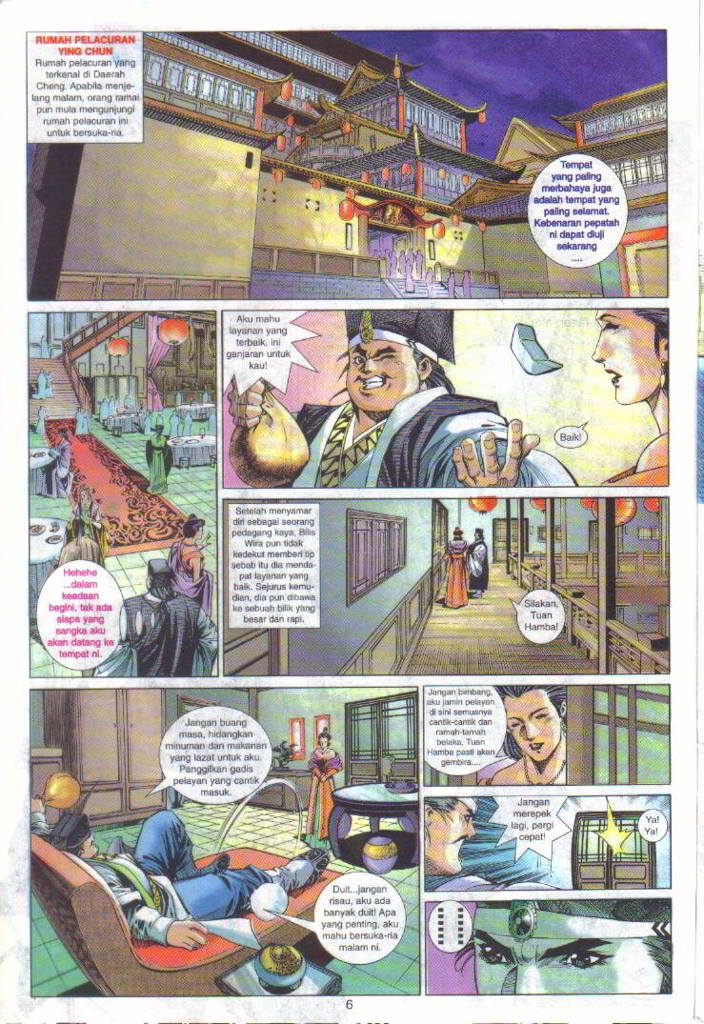 RUMAH PELACURAN
YING CHUN
Rumah pelacuran yang
terkenal di Daerah
Cheng. Apabila menje-
lang malam, orang ramai
pun mula mengunjungi
rumah pelacuran ini
untuk bersuka-ria.
Tempat
yang paling
merbahaya juga
adalah tempat yang
paling selamat.
Kebenaran pepatah
ni dapat diuji
sekarang
....
Hehehe
...dalam
keadaan
begini, tak ada
siapa yang
sangka aku
akan datang ke
tempat ni.
Aku mahu
layanan yang
terbaik, ini
ganjaran untuk
kau!
Baik!
Setelah menyamar
diri sebagai seorang
pedagang kaya, Bilis
Wira pun tidak
kedekut memberi tip
sebab itu dia menda-
pat layanan yang
baik. Sejurus kemu-
dian, dia pun dibawa
ke sebuah bilik yang
besar dan rapi.
Silakan,
Tuan
Hamba!
Jangan buang
masa, hidangkan
minuman dan makanan
yang lazat untuk aku.
Panggilkan gadis
pelayan yang cantik
masuk.
Duit...jangan
risau, aku ada
banyak duit! Apa
yang penting, aku
mahu bersuka-ria
malam ni.
Jangan bimbang,
aku jamin pelayan
di sini semuanya
cantik-cantik dan
ramah-tamah
belaka, Tuan
Hamba pasti akan
gembira....
Jangan
merepek
lagi, pergi
cepat!
Ya!
Ya!
6